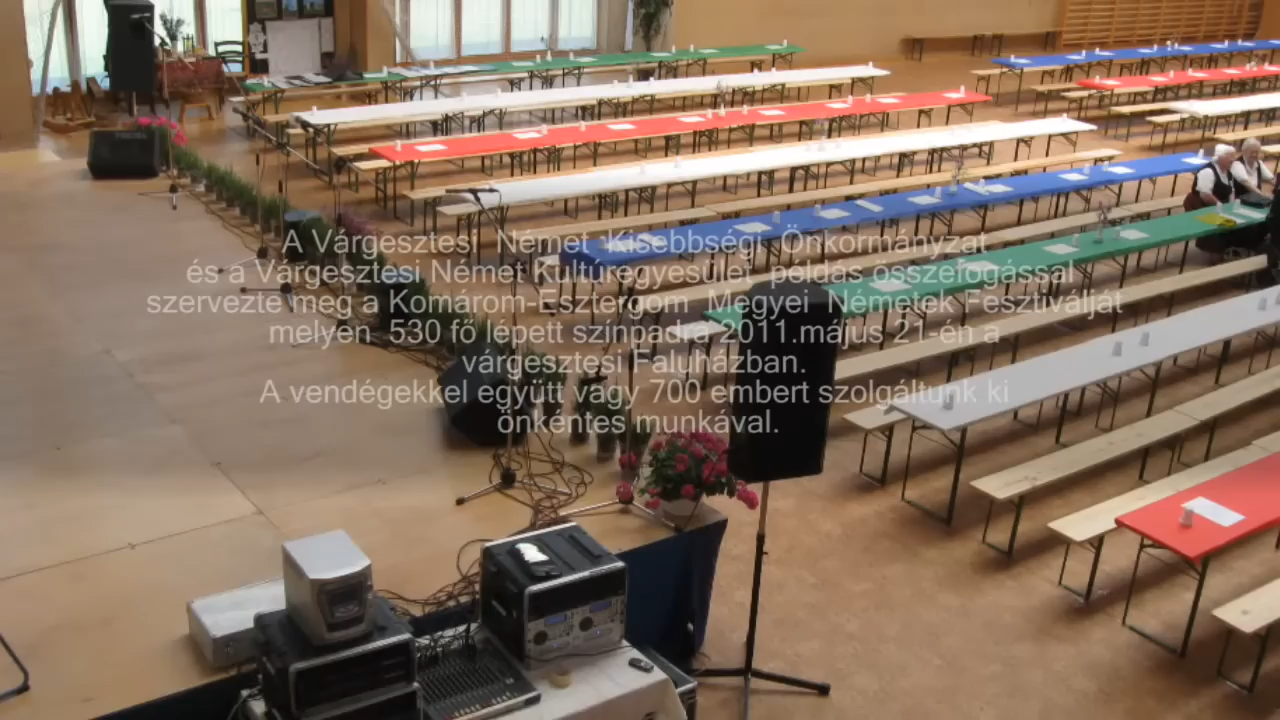 A Várgesztesi Német Kisebbségi Önkormányzat
és a Várgesztesi Német Kulturegyesület példás összefogással
szervezte meg a Komárom-Esztergom Megyei Németek Fesztiválját
melyen 530 fő lépett színpadra 2011.május 21-én a
várgesztesi Faluházban.
A vendégekkel együtt vagy 700 embert szolgáltunk ki
önkéntes munkával.